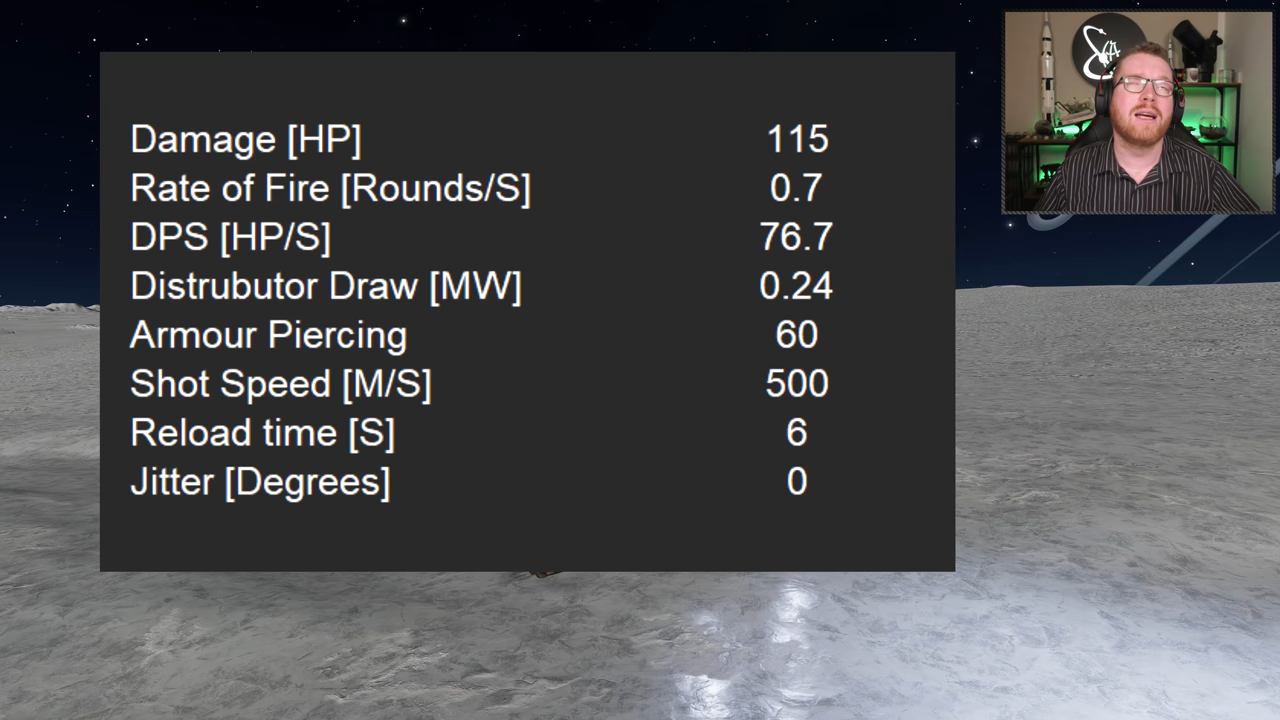 Damage [HP] 115
Rate of Fire [Rounds/S] 0.7
DPS [HP/S] 76.7
Distrubutor Draw [MW] 0.24
Armour Piercing 60
Shot Speed [M/S] 500
Reload time [S] 6
Jitter [Degrees] 0